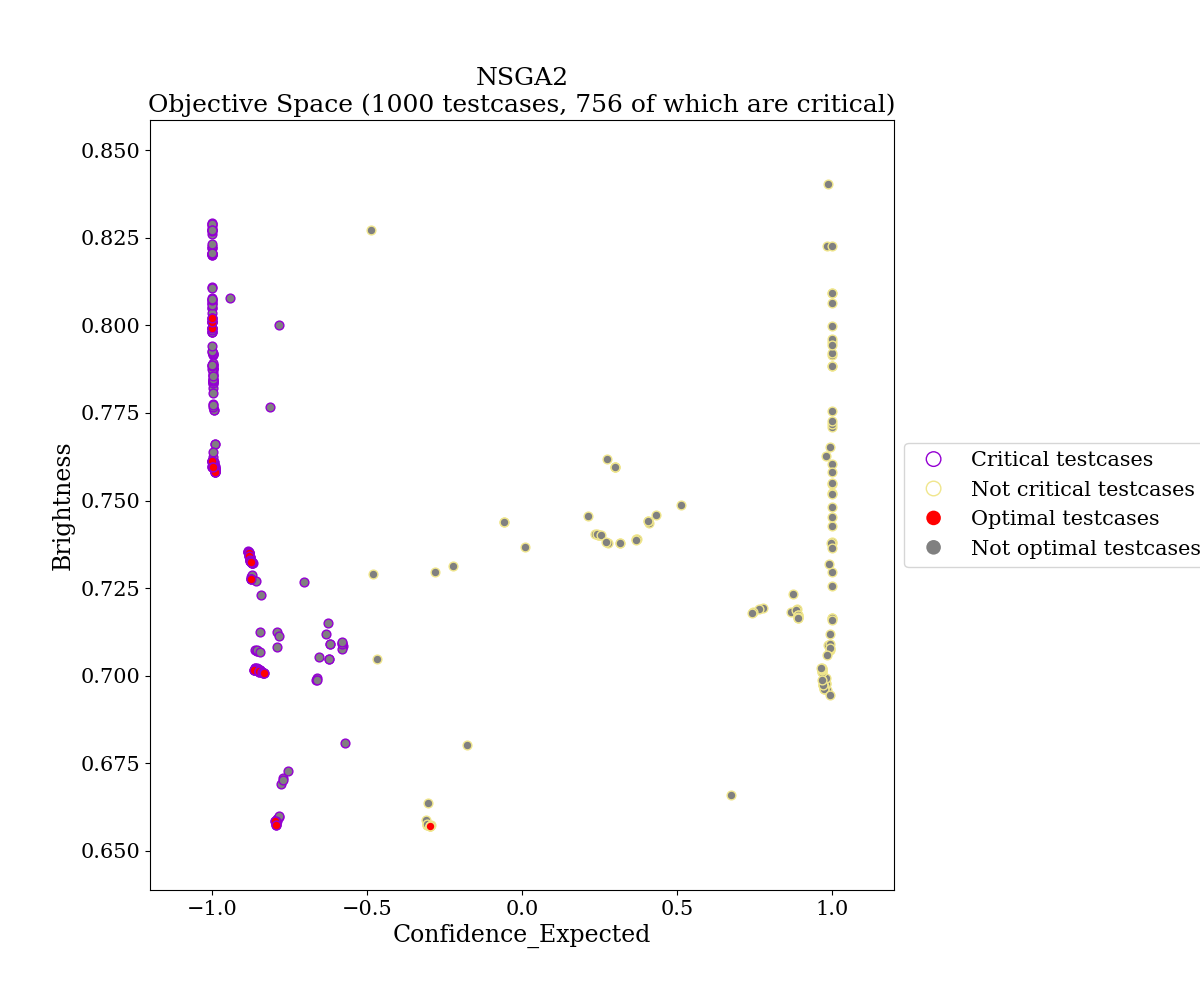 NSGA2
Objective Space (1000 testcases, 756 of which are critical)
0.850
0.825
0.800
0.775
0.750
0.725
0.700
0.675
0.650
Brightness
−1.0
−0.5
0.0
0.5
1.0
Confidence_Expected
Critical testcases
Not critical testcases
Optimal testcases
Not optimal testcases